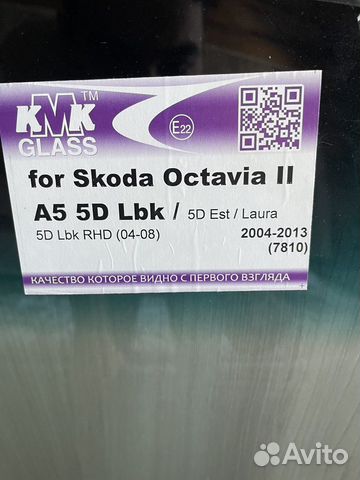 KMK™
GLASS
E22
for Skoda Octavia II
A5 5D Lbk / 5D Est / Laura
5D Lbk RHD (04-08) 2004-2013
(7810)
КАЧЕСТВО КОТОРОЕ ВИДНО С ПЕРВОГО ВЗГЛЯДА
Avito